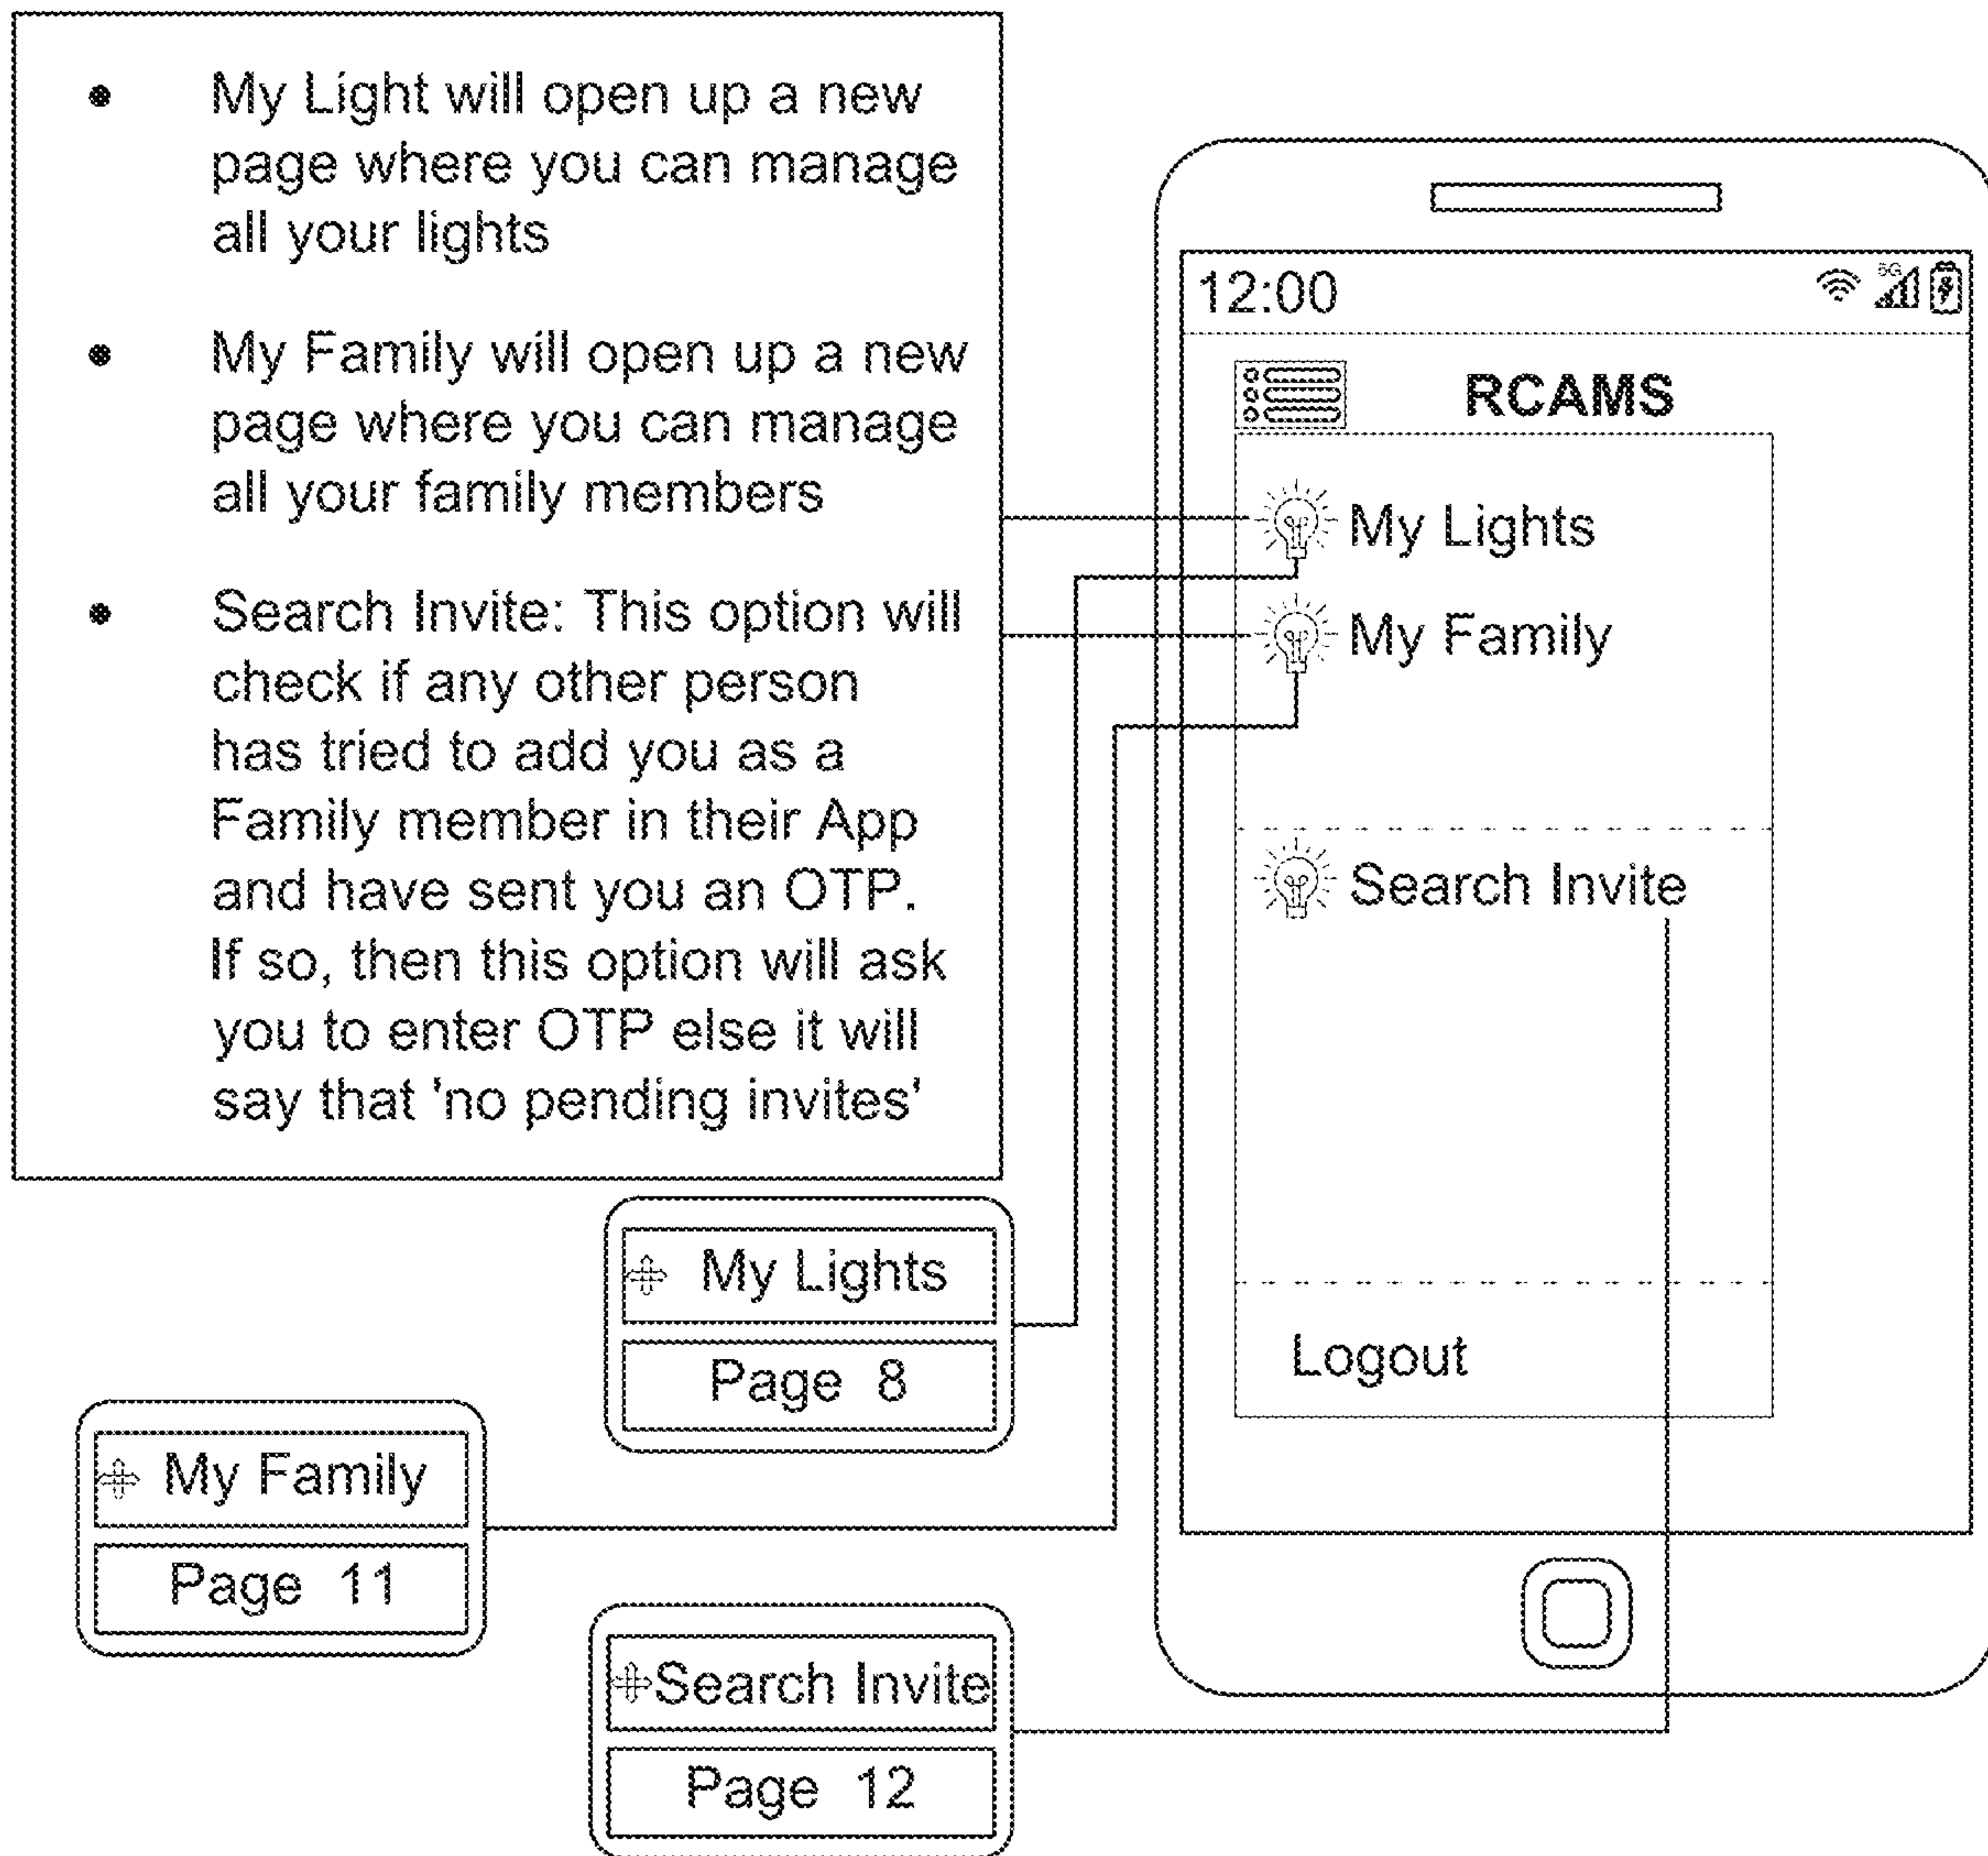 • My Light will open up a new
page where you can manage
all your lights
• My Family will open up a new
page where you can manage
all your family members
• Search Invite: This option will
check if any other person
has tried to add you as a
Family member in their App
and have sent you an OTP.
If so, then this option will ask
you to enter OTP else it will
say that 'no pending invites'
12:00
5G
RCAMS
My Lights
My Family
Search Invite
Logout
My Lights
Page 8
My Family
Page 11
Search Invite
Page 12